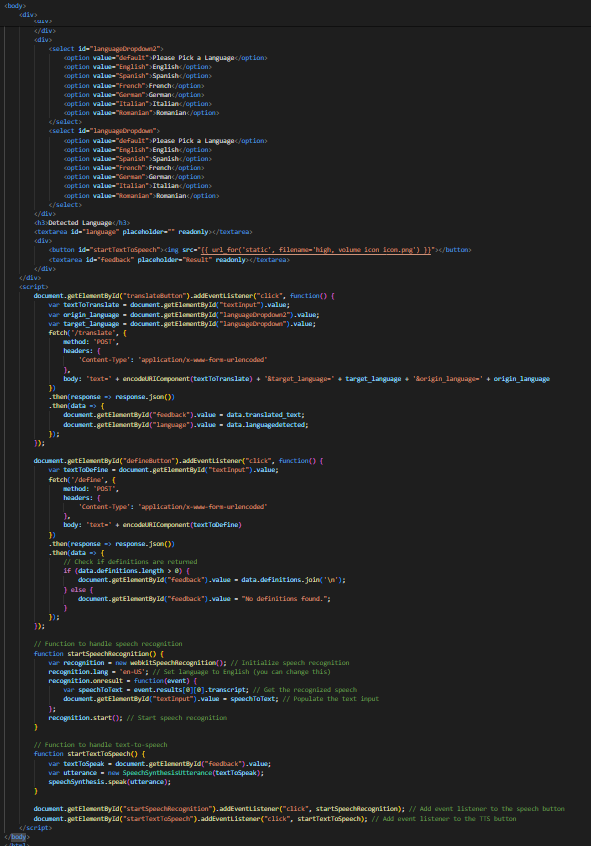 <body>
<div>
<div>
</div>
<div>
<select id="languageDropdown2">
<option value="default">Please Pick a Language</option>
<option value="English">English</option>
<option value="Spanish">Spanish</option>
<option value="French">French</option>
<option value="German">German</option>
<option value="Italian">Italian</option>
<option value="Romanian">Romanian</option>
</select>
<select id="languageDropdown">
<option value="default">Please Pick a Language</option>
<option value="English">English</option>
<option value="Spanish">Spanish</option>
<option value="French">French</option>
<option value="German">German</option>
<option value="Italian">Italian</option>
<option value="Romanian">Romanian</option>
</select>
</div>
<h3>Detected Language</h3>
<textarea id="language" placeholder="" readonly></textarea>
<div>
<button id="startTextToSpeech"><img src="{{ url_for('static', filename='high, volume icon icon.png') }}"></button>
<textarea id="feedback" placeholder="Result" readonly></textarea>
</div>
</div>
<script>
document.getElementById("translateButton").addEventListener("click", function() {
var textToTranslate = document.getElementById("textInput").value;
var origin_language = document.getElementById("languageDropdown2").value;
var target_language = document.getElementById("languageDropdown").value;
fetch('/translate', {
method: 'POST',
headers: {
'Content-Type': 'application/x-www-form-urlencoded'
},
body: 'text=' + encodeURIComponent(textToTranslate) + '&target_language=' + target_language + '&origin_language=' + origin_language
})
.then(response => response.json())
.then(data => {
document.getElementById("feedback").value = data.translated_text;
document.getElementById("language").value = data.languagedetected;
});
});
document.getElementById("defineButton").addEventListener("click", function() {
var textToDefine = document.getElementById("textInput").value;
fetch('/define', {
method: 'POST',
headers: {
'Content-Type': 'application/x-www-form-urlencoded'
},
body: 'text=' + encodeURIComponent(textToDefine)
})
.then(response => response.json())
.then(data => {
// Check if definitions are returned
if (data.definitions.length > 0) {
document.getElementById("feedback").value = data.definitions.join('\n');
} else {
document.getElementById("feedback").value = "No definitions found.";
}
});
});
// Function to handle speech recognition
function startSpeechRecognition() {
var recognition = new webkitSpeechRecognition(); // Initialize speech recognition
recognition.lang = 'en-US'; // Set language to English (you can change this)
recognition.onresult = function(event) {
var speechToText = event.results[0][0].transcript; // Get the recognized speech
document.getElementById("textInput").value = speechToText; // Populate the text input
};
recognition.start(); // Start speech recognition
}
// Function to handle text-to-speech
function startTextToSpeech() {
var textToSpeak = document.getElementById("feedback").value;
var utterance = new SpeechSynthesisUtterance(textToSpeak);
speechSynthesis.speak(utterance);
}
document.getElementById("startSpeechRecognition").addEventListener("click", startSpeechRecognition); // Add event listener to the speech button
document.getElementById("startTextToSpeech").addEventListener("click", startTextToSpeech); // Add event listener to the TTS button
</script>
</body>
</html>